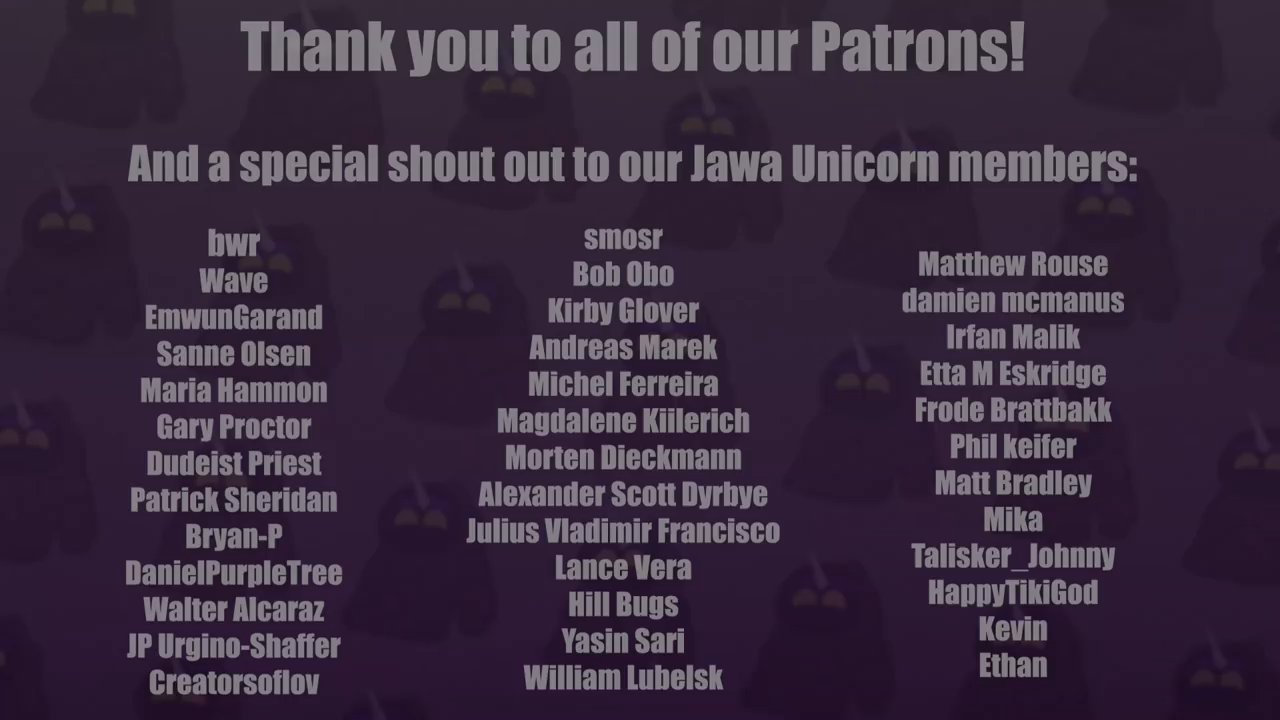 Thank you to all of our Patrons!
And a special shout out to our Jawa Unicorn members:
bwr
Wave
EmwunGarand
Sanne Olsen
Maria Hammon
Gary Proctor
Dudeist Priest
Patrick Sheridan
Bryan-P
DanielPurpleTree
Walter Alcaraz
JP Urgino-Shaffer
Creatorsoflov
smosr
Bob Obo
Kirby Glover
Andreas Marek
Michel Ferreira
Magdalene Kiilerich
Morten Dieckmann
Alexander Scott Dyrbye
Julius Vladimir Francisco
Lance Vera
Hill Bugs
Yasin Sari
William Lubelsk
Matthew Rouse
damien mcmanus
Irfan Malik
Etta M Eskridge
Frode Brattbakk
Phil keifer
Matt Bradley
Mika
Talisker_Johnny
HappyTikiGod
Kevin
Ethan